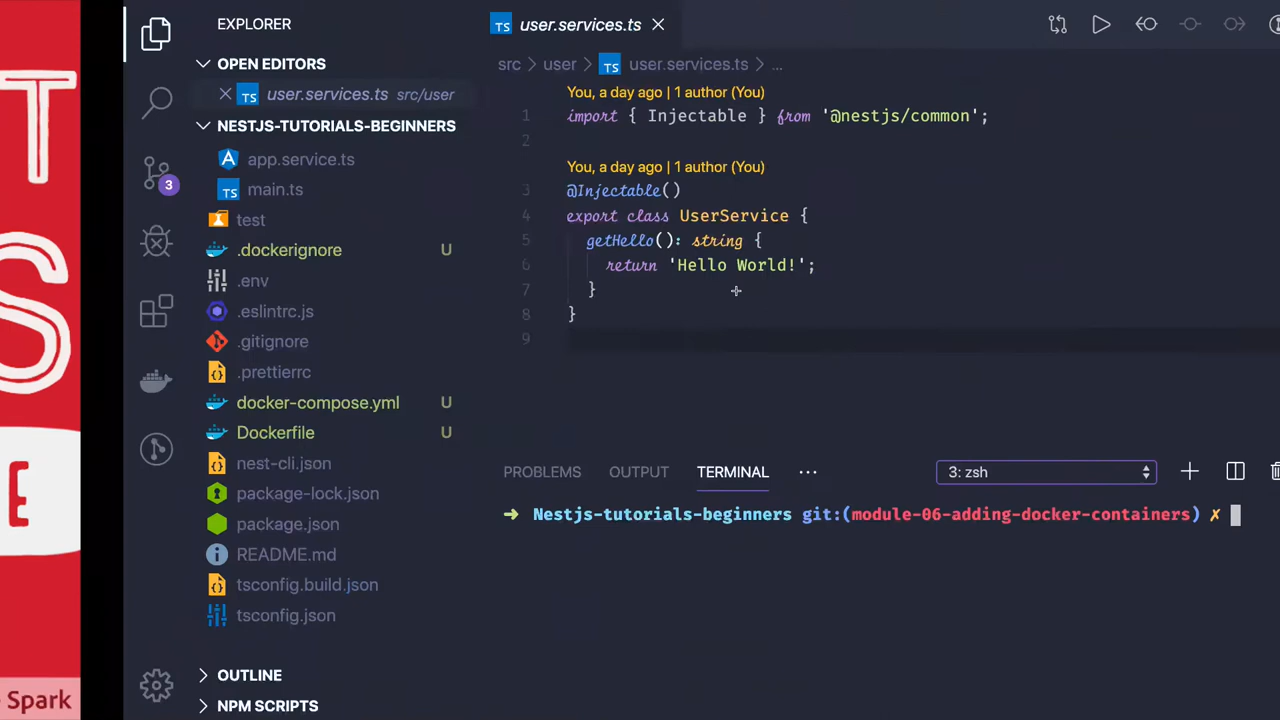 T
S
E
Spark
EXPLORER
OPEN EDITORS
TS user.services.ts src/user
NESTJS-TUTORIALS-BEGINNERS
app.service.ts
TS main.ts
test
.dockerignore U
.env
.eslintrc.js
.gitignore
.prettierrc
docker-compose.yml U
Dockerfile U
nest-cli.json
package-lock.json
package.json
README.md
tsconfig.build.json
tsconfig.json
OUTLINE
NPM SCRIPTS
3
TS user.services.ts
src > user > TS user.services.ts > ...
You, a day ago | 1 author (You)
1 import { Injectable } from '@nestjs/common';
2
You, a day ago | 1 author (You)
3 @Injectable()
4 export class UserService {
5 getHello(): string {
6 return 'Hello World!';
7 }
8 }
9
PROBLEMS OUTPUT TERMINAL ... 3: zsh
➜ Nestjs-tutorials-beginners git:(module-06-adding-docker-containers) ✗